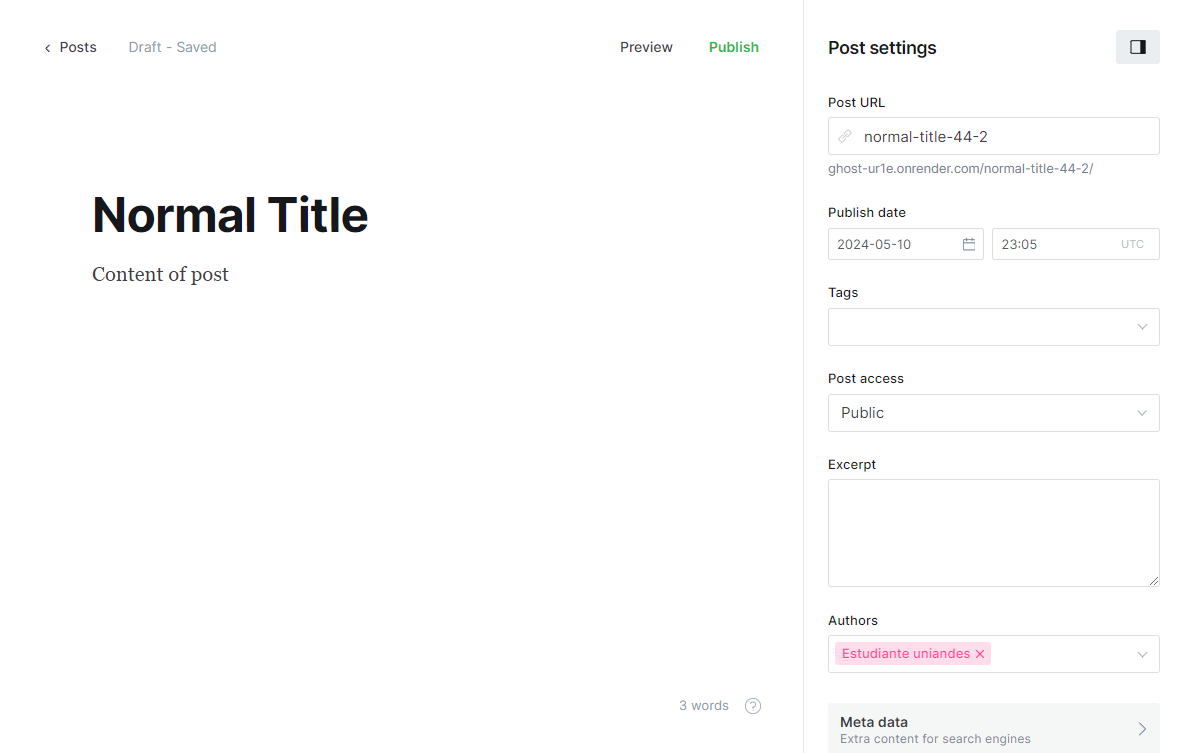 Posts Draft - Saved Preview Publish
Normal Title
Content of post
3 words ?
Post settings
Post URL
normal-title-44-2
ghost-ur1e.onrender.com/normal-title-44-2/
Publish date
2024-05-10 23:05 UTC
Tags
Post access
Public
Excerpt
Authors
Estudiante uniandes
Meta data
Extra content for search engines